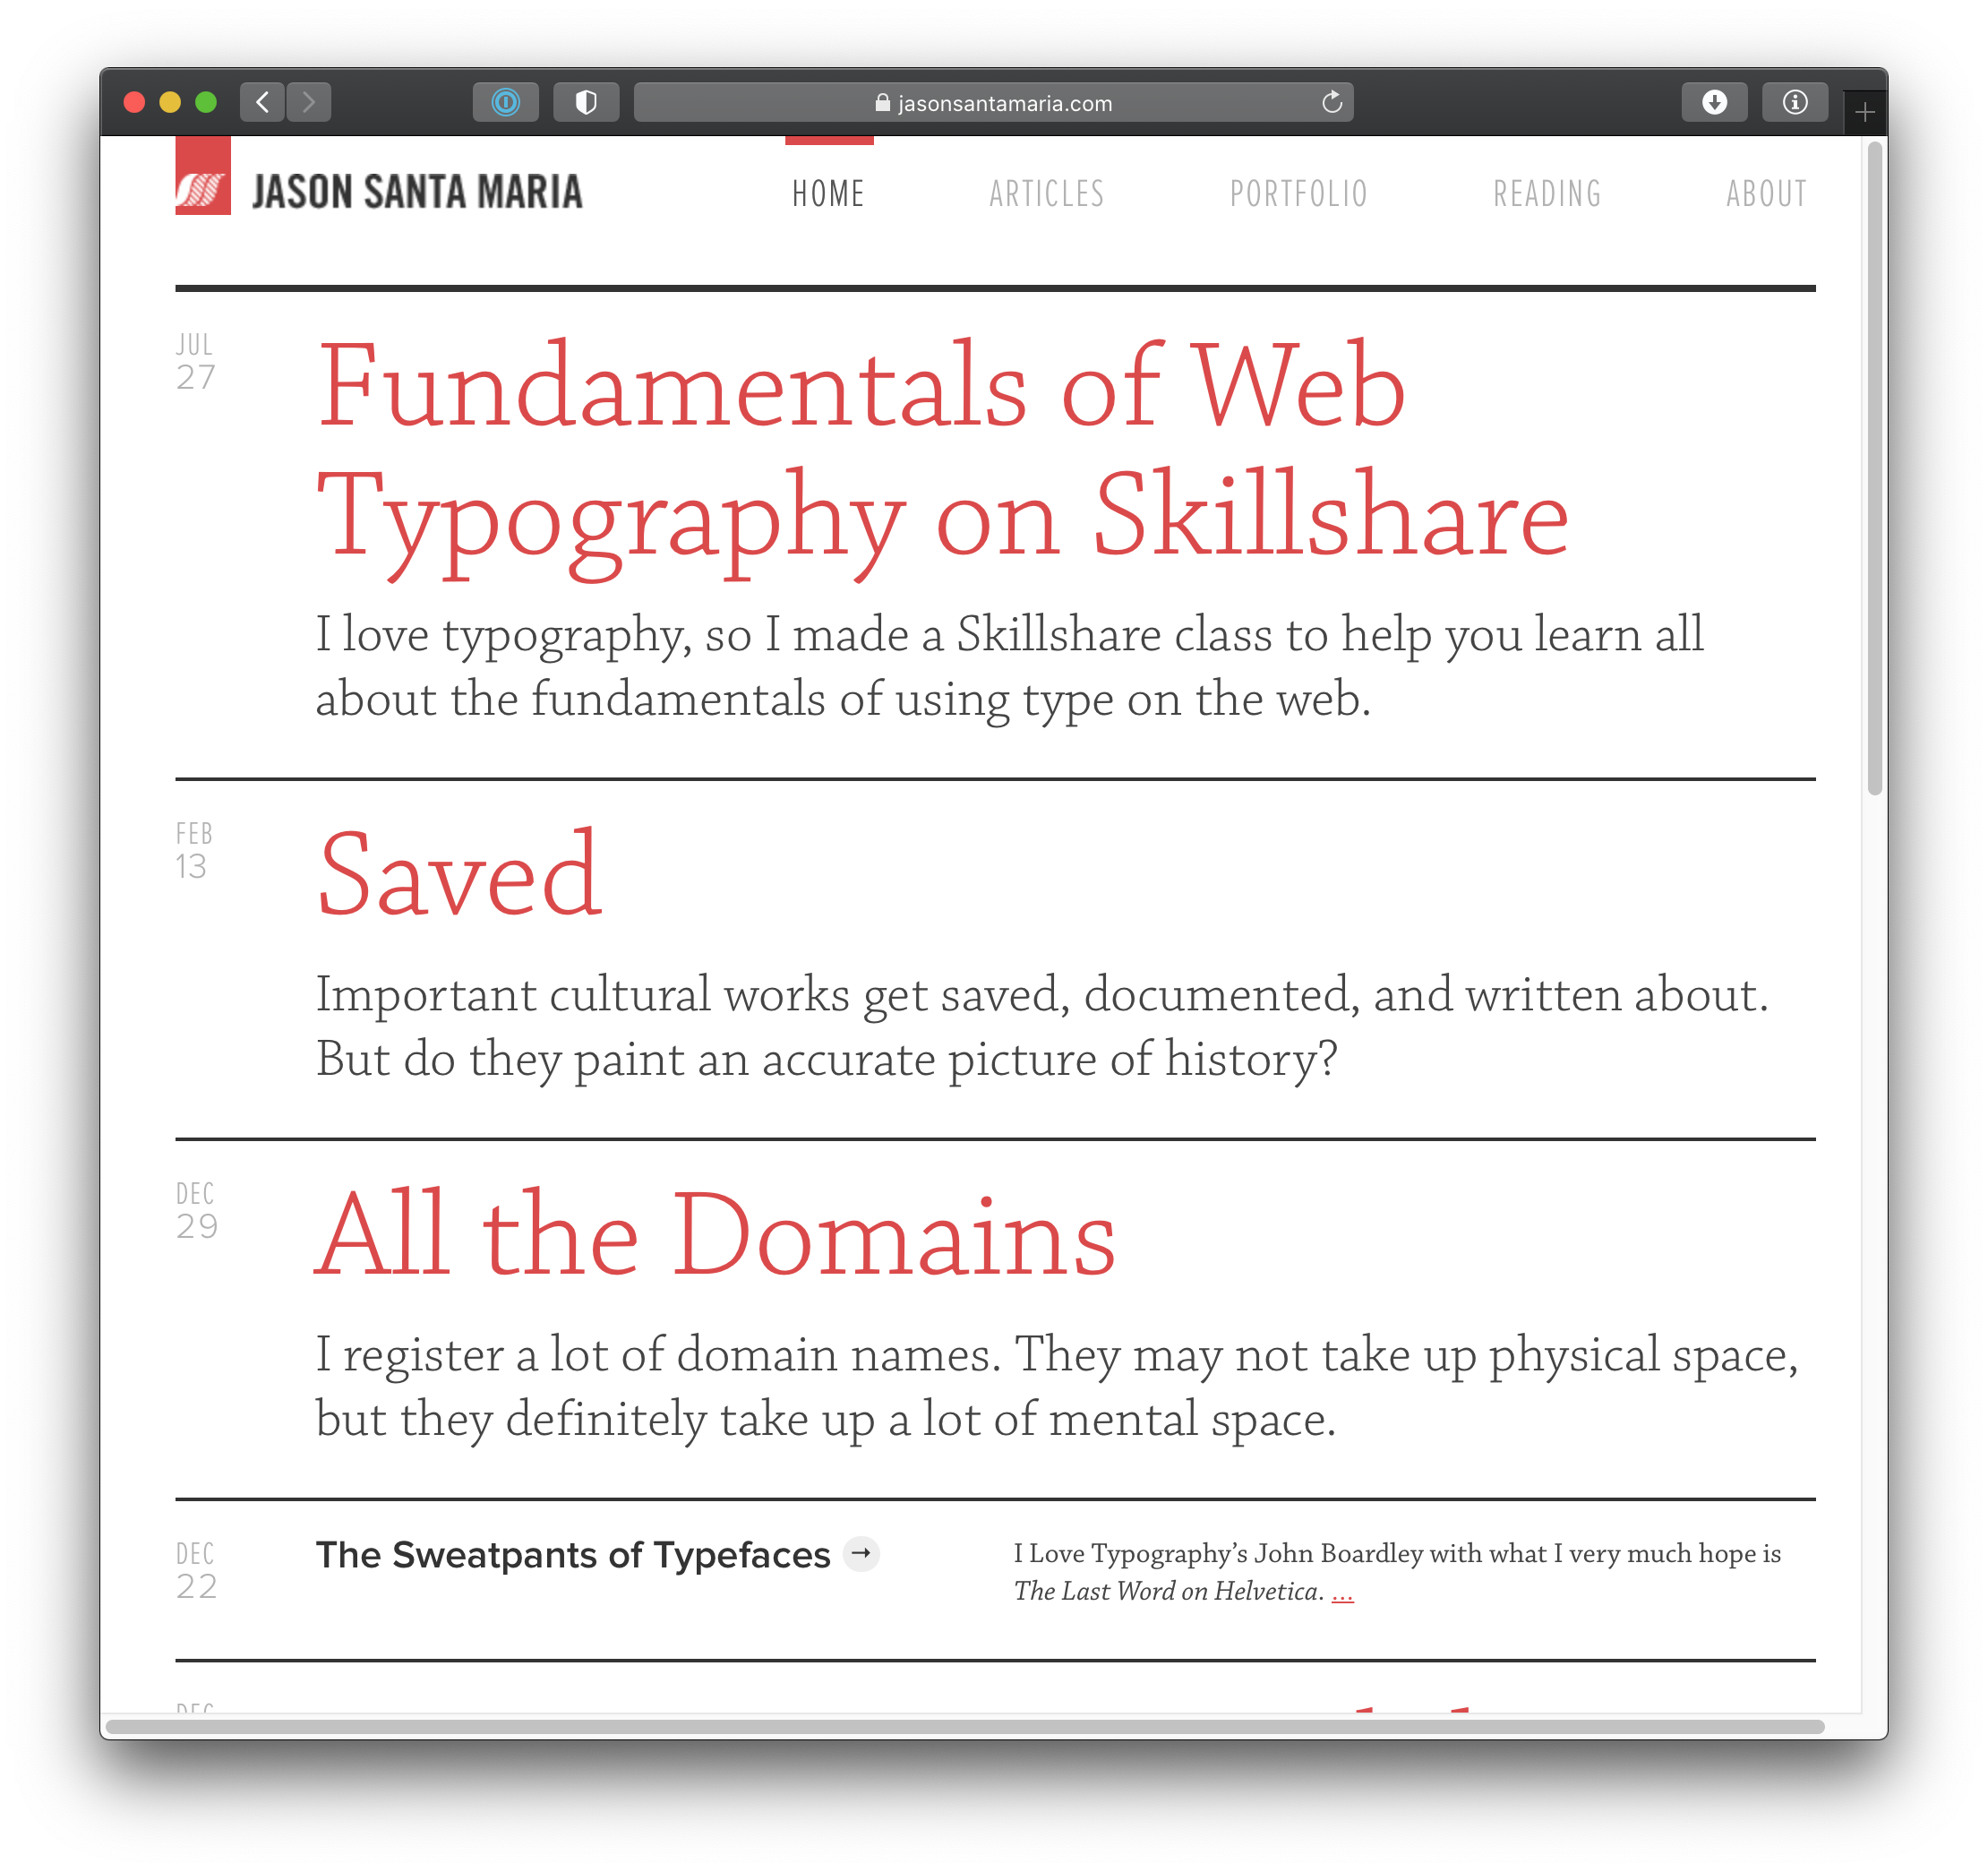 jasonsantamaria.com
JASON SANTA MARIA
HOME ARTICLES PORTFOLIO READING ABOUT
JUL
27
Fundamentals of Web
Typography on Skillshare
I love typography, so I made a Skillshare class to help you learn all
about the fundamentals of using type on the web.
FEB
13
Saved
Important cultural works get saved, documented, and written about.
But do they paint an accurate picture of history?
DEC
29
All the Domains
I register a lot of domain names. They may not take up physical space,
but they definitely take up a lot of mental space.
DEC
22
The Sweatpants of Typefaces →
I Love Typography’s John Boardley with what I very much hope is
The Last Word on Helvetica. ...
DEC